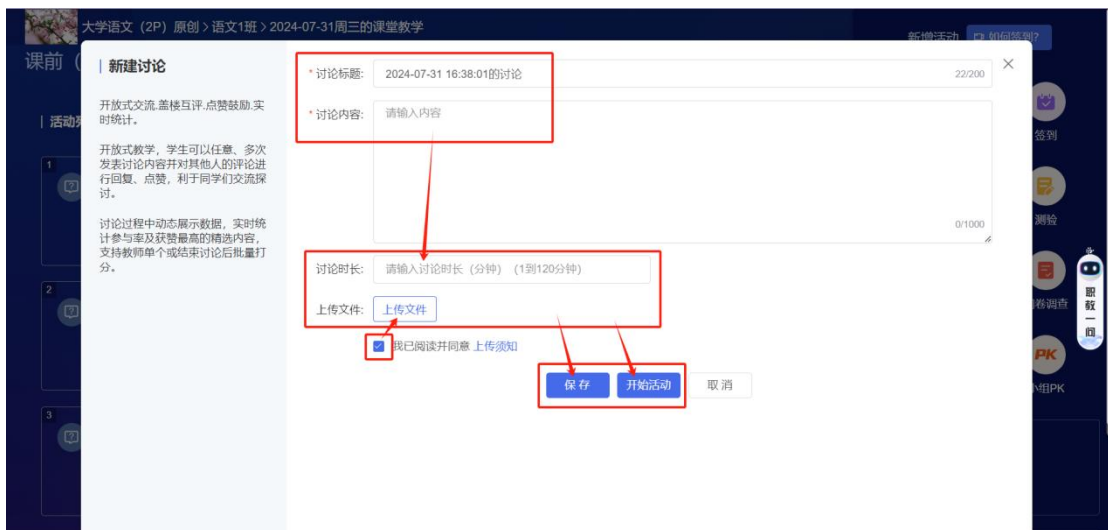 大学语文（2P）原创 > 语文1班 > 2024-07-31周三的课堂教学
新增活动
如何签到?
课前（
新建讨论
开放式交流.盖楼互评.点赞鼓励.实
时统计。
开放式教学，学生可以任意、多次
发表讨论内容并对其他人的评论进
行回复、点赞，利于同学们交流探
讨。
讨论过程中动态展示数据，实时统
计参与率及获赞最高的精选内容，
支持教师单个或结束讨论后批量打
分。
* 讨论标题:
2024-07-31 16:38:01的讨论
22/200
* 讨论内容:
请输入内容
0/1000
讨论时长:
请输入讨论时长（分钟）（1到120分钟）
上传文件:
上传文件
我已阅读并同意 上传须知
保存
开始活动
取消
活动
1
2
3
签到
测验
卷调查
PK
小组PK
职教一问